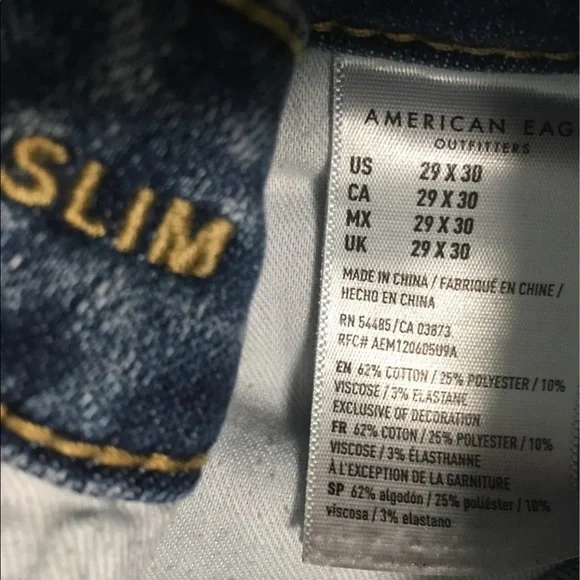 SLIM
AMERICAN EAG
OUTFITTERS
US 29 X 30
CA 29 X 30
MX 29 X 30
UK 29 X 30
MADE IN CHINA / FABRIQUÉ EN CHINE /
HECHO EN CHINA
RN 54485/CA 03873
RFC# AEM120605U9A
EN 62% COTTON / 25% POLYESTER / 10%
VISCOSE / 3% ELASTANE
EXCLUSIVE OF DECORATION
FR 62% COTON / 25% POLYESTER / 10%
VISCOSE / 3% ÉLASTHANNE
À L'EXCEPTION DE LA GARNITURE
SP 62% algodón / 25% poliéster / 10%
viscosa / 3% elastano